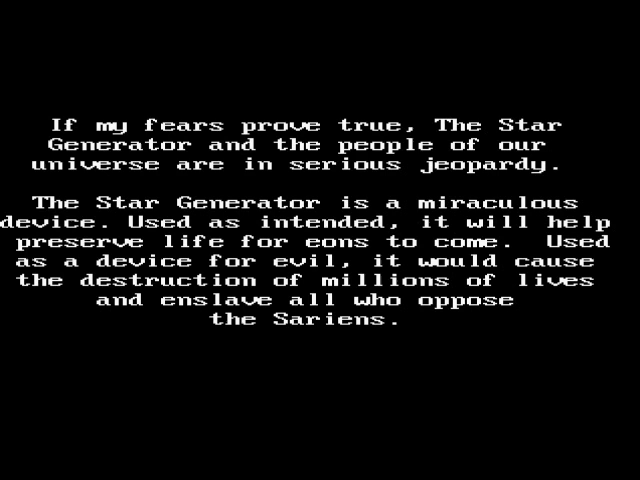 If my fears prove true, The Star
Generator and the people of our
universe are in serious jeopardy.
The Star Generator is a miraculous
device. Used as intended, it will help
preserve life for eons to come.  Used
as a device for evil, it would cause
the destruction of millions of lives
and enslave all who oppose
the Sariens.